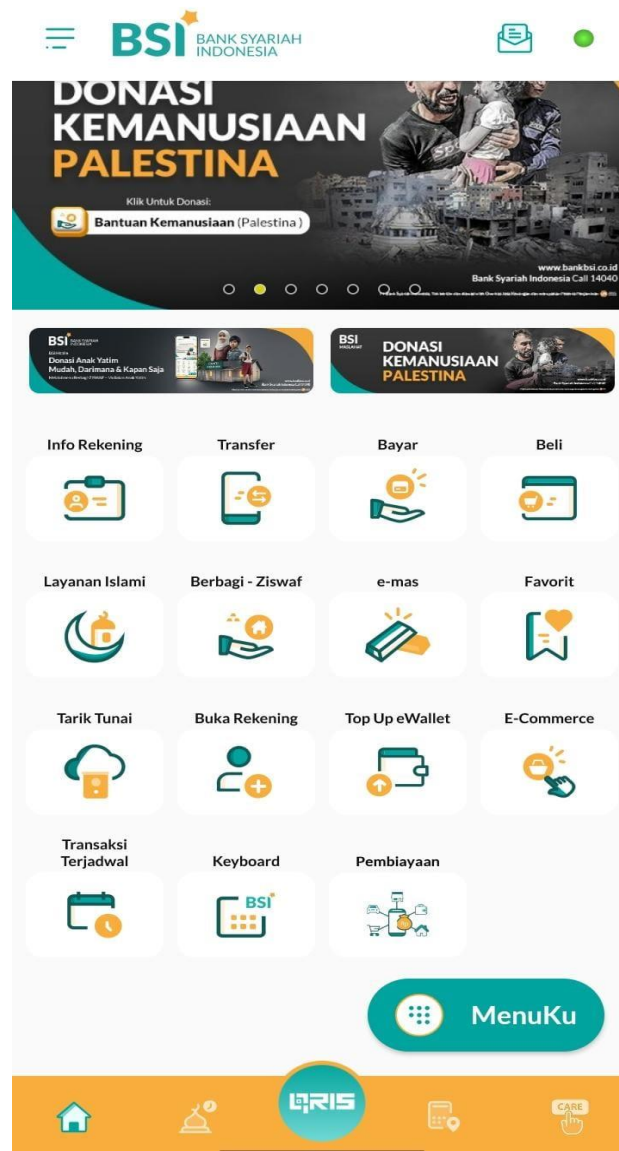 BSI BANK SYARIAH
INDONESIA
DONASI
KEMANUSIAAN
PALESTINA
Klik Untuk Donasi:
Bantuan Kemanusiaan (Palestina)
www.bankbsi.co.id
Bank Syariah Indonesia Call 14040
BSI
Donasi Anak Yatim
Mudah, Darimana & Kapan Saja
BSI
DONASI
KEMANUSIAAN
PALESTINA
Info Rekening
Transfer
Bayar
Beli
Layanan Islami
Berbagi - Ziswaf
e-mas
Favorit
Tarik Tunai
Buka Rekening
Top Up eWallet
E-Commerce
Transaksi
Terjadwal
Keyboard
Pembiayaan
BSI
MenuKu
QRIS
CARE